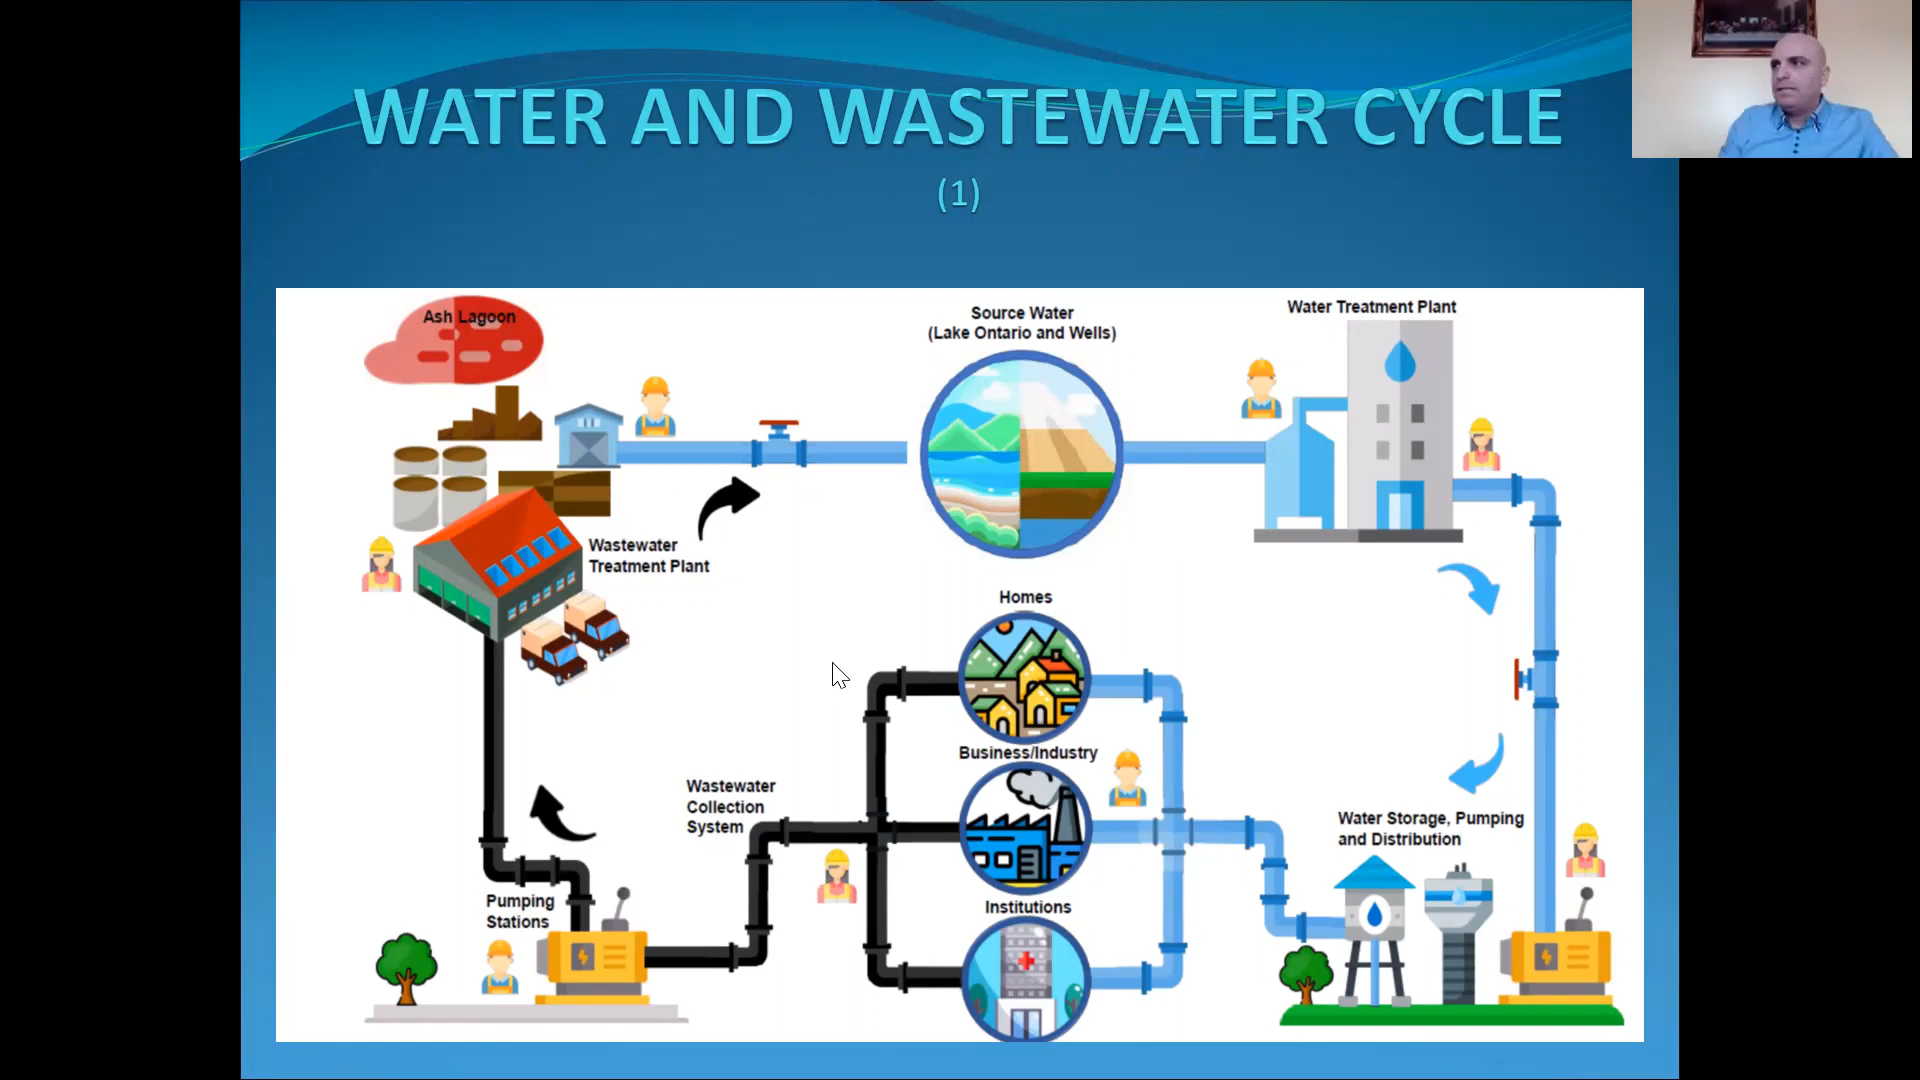 WATER AND WASTEWATER CYCLE
(1)
Ash Lagoon
Source Water
(Lake Ontario and Wells)
Water Treatment Plant
Wastewater
Treatment Plant
Homes
Business/Industry
Wastewater
Collection
System
Water Storage, Pumping
and Distribution
Pumping
Stations
Institutions